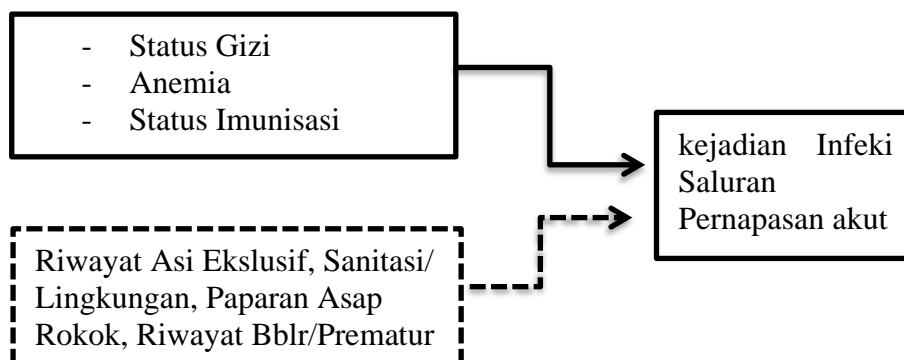 - Status Gizi
- Anemia
- Status Imunisasi
kejadian Infeki
Saluran
Pernapasan akut
Riwayat Asi Ekslusif, Sanitasi/
Lingkungan, Paparan Asap
Rokok, Riwayat Bblr/Prematur